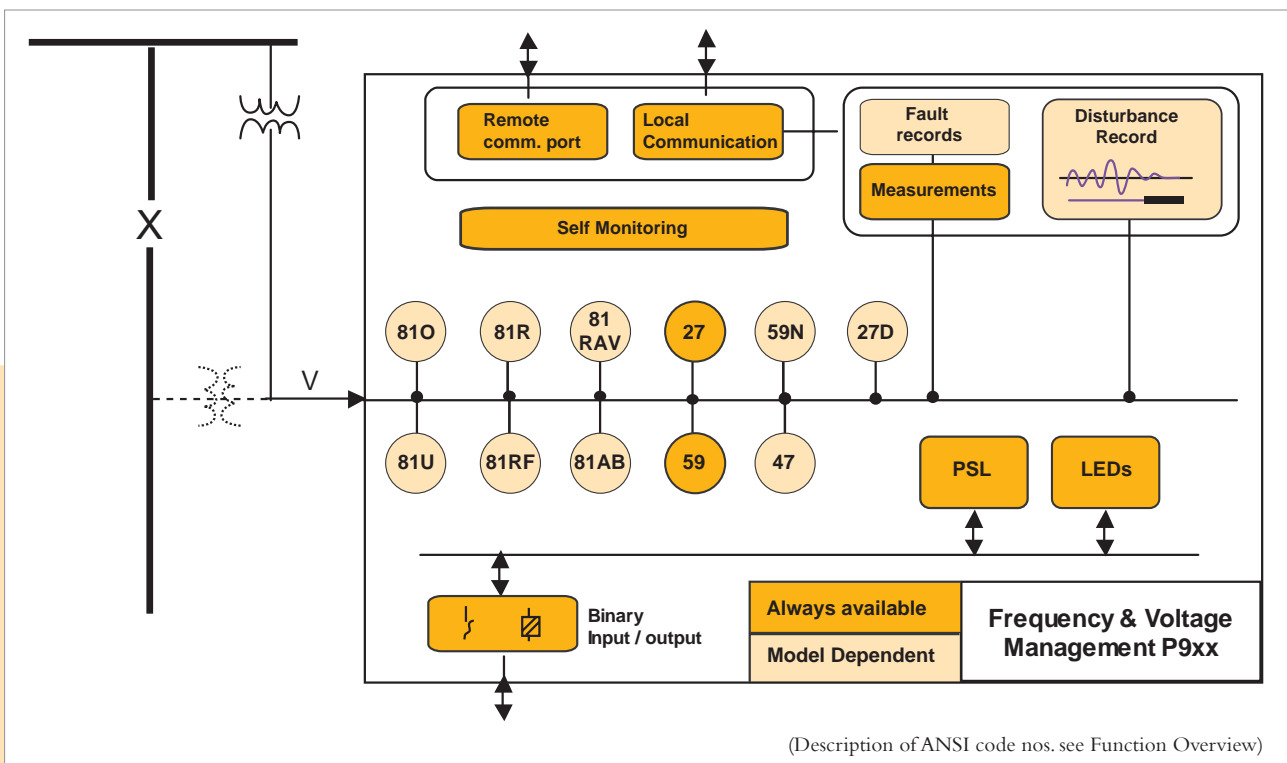 Remote
comm. port
Local
Communication
Fault
records
Measurements
Disturbance
Record
Self Monitoring
X
81O
81R
81
RAV
27
59N
27D
V
81U
81RF
81AB
59
47
PSL
LEDs
Binary
Input / output
Always available
Model Dependent
Frequency & Voltage
Management P9xx
(Description of ANSI code nos. see Function Overview)